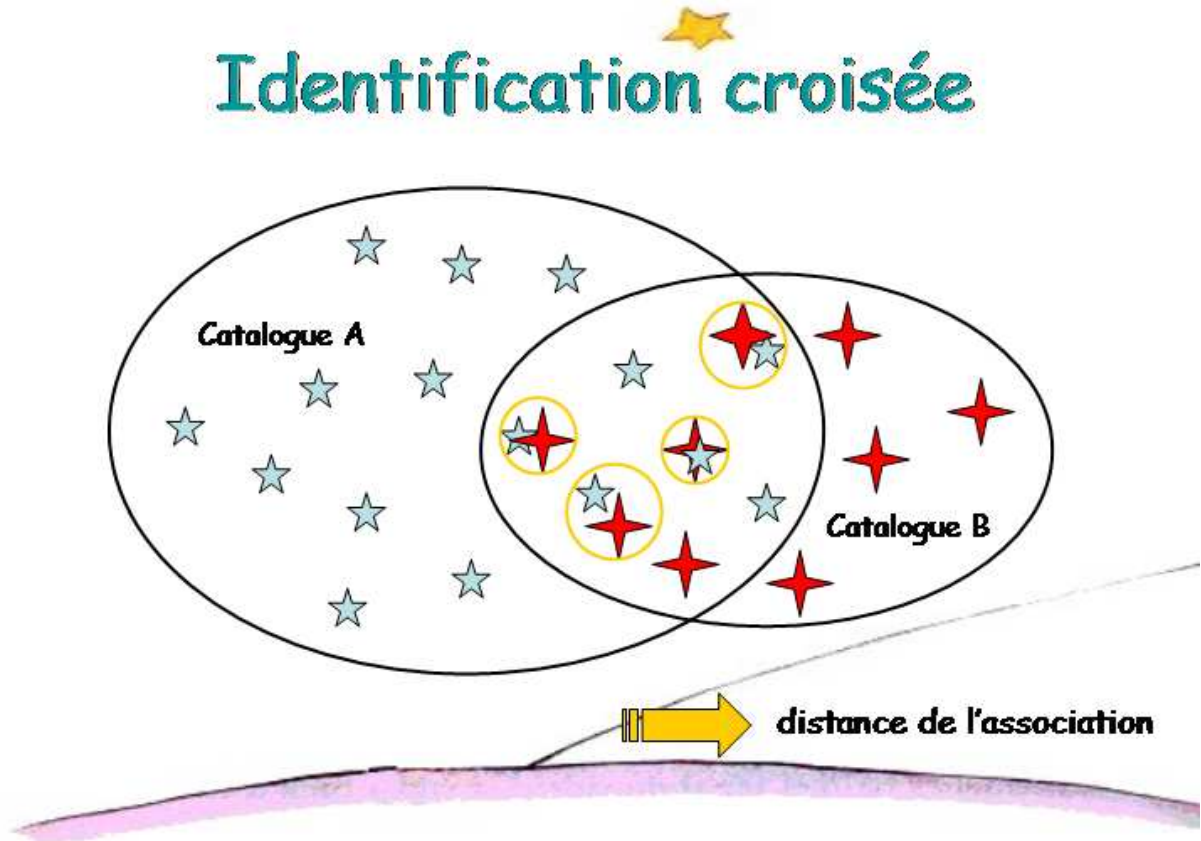 Identification croisée
Catalogue A
Catalogue B
distance de l'association